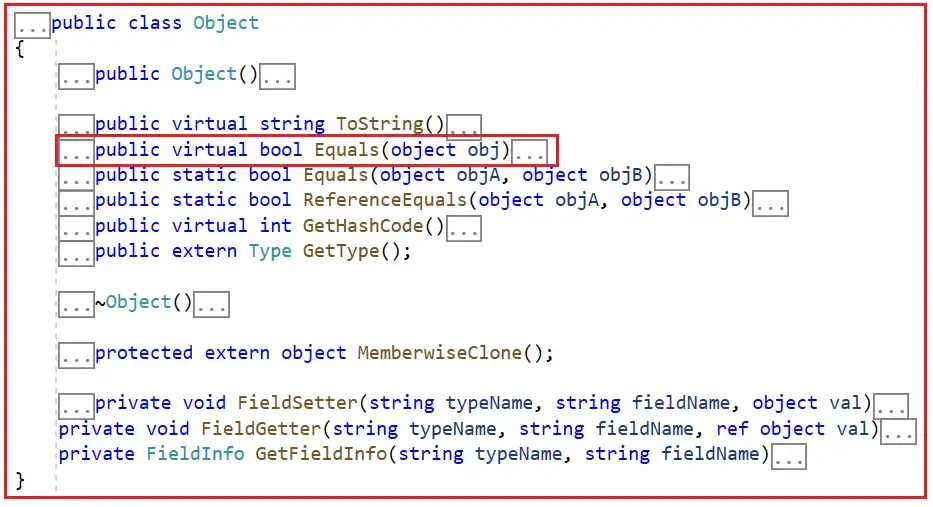 ...public class Object
{
...public Object()...
...public virtual string ToString()...
...public virtual bool Equals(object obj)...
...public static bool Equals(object objA, object objB)...
...public static bool ReferenceEquals(object objA, object objB)...
...public virtual int GetHashCode()...
...public extern Type GetType();
...~Object()...
...protected extern object MemberwiseClone();
...private void FieldSetter(string typeName, string fieldName, object val)...
private void FieldGetter(string typeName, string fieldName, ref object val)...
private FieldInfo GetFieldInfo(string typeName, string fieldName)...
}